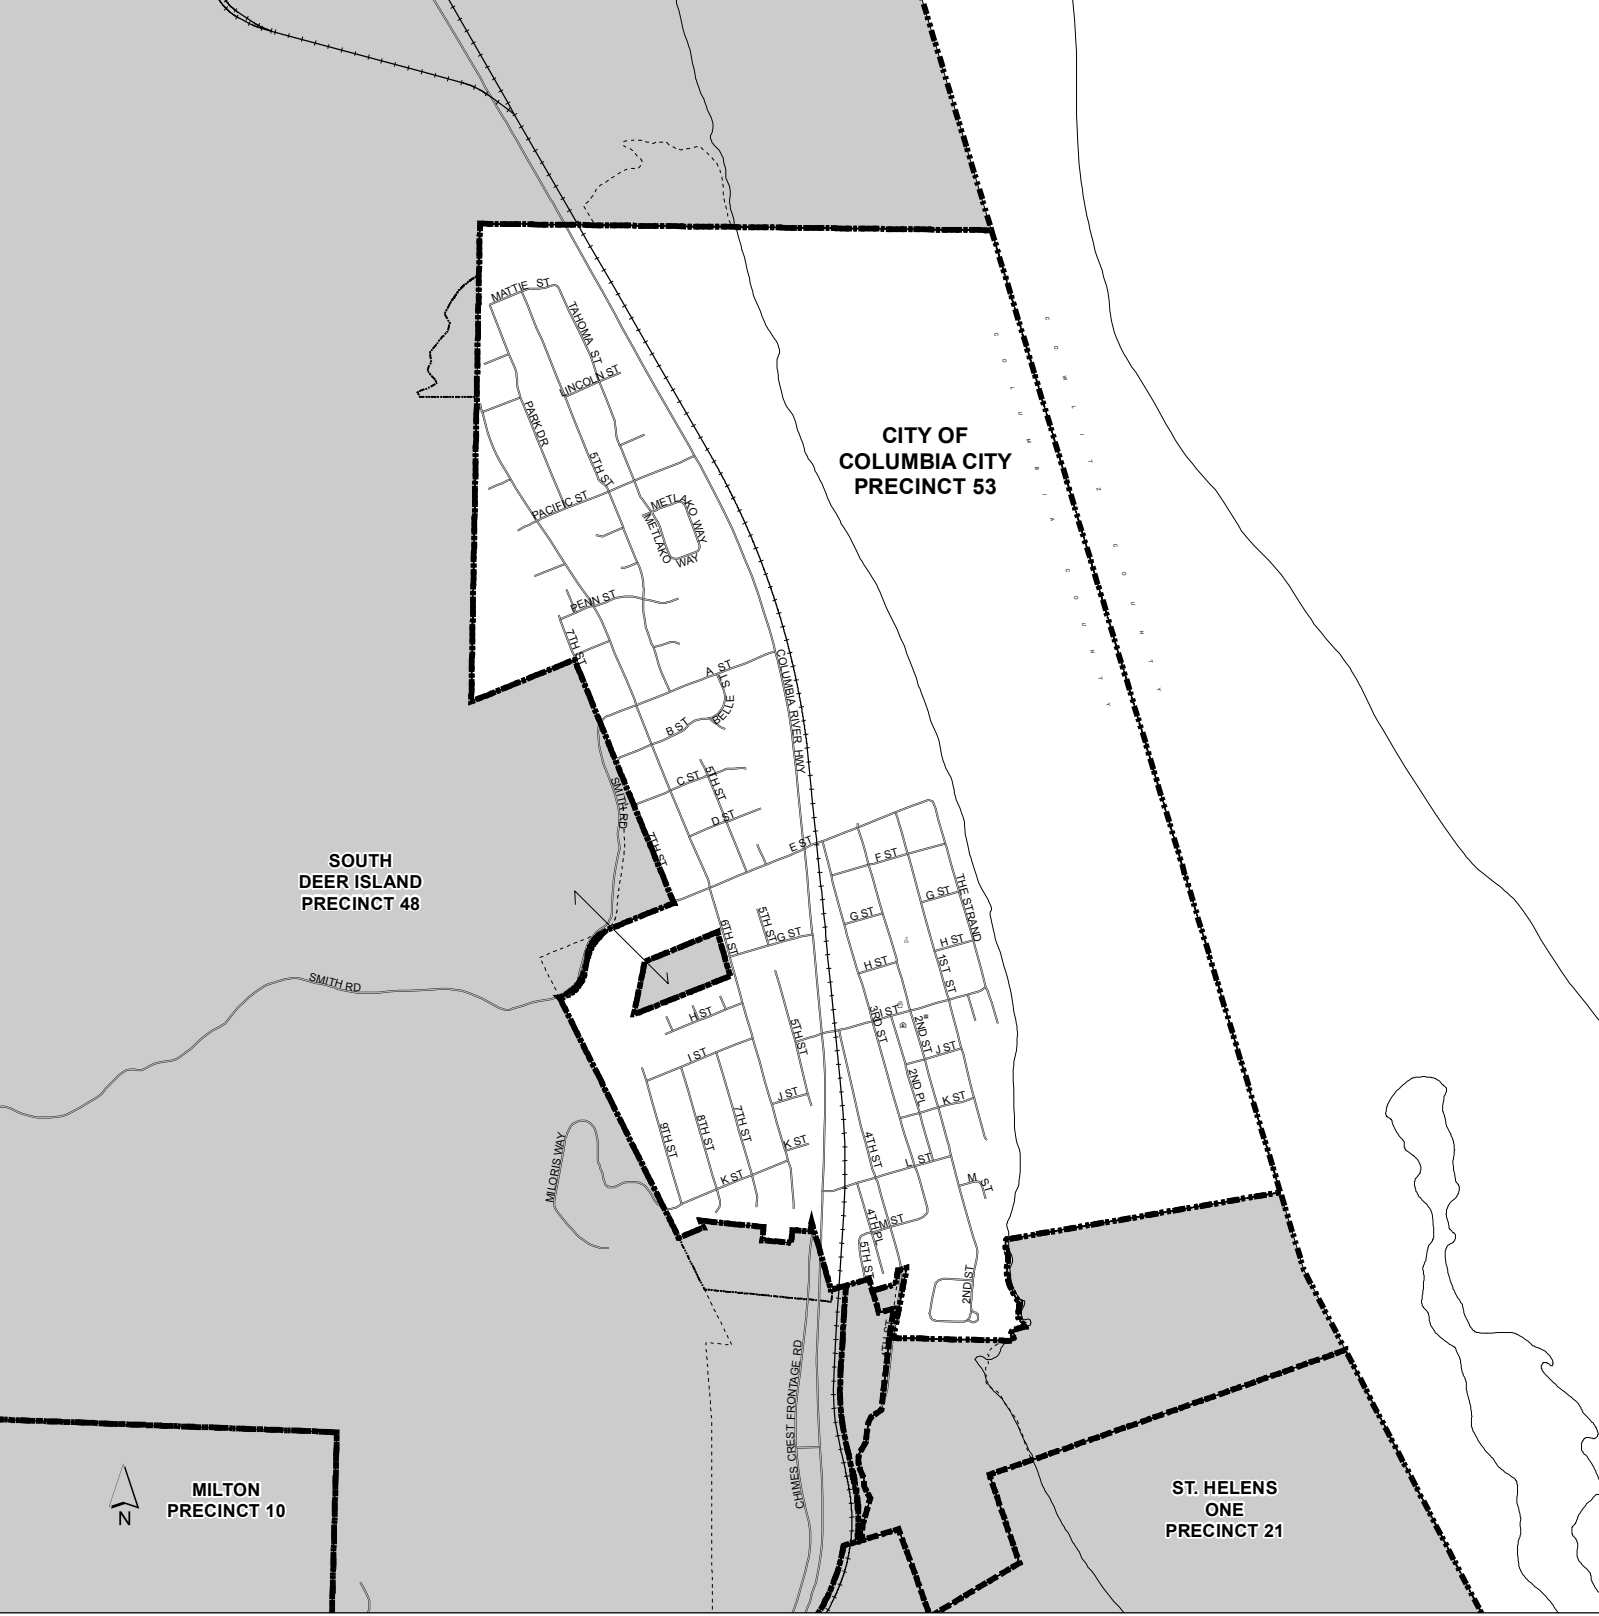 MATTIE ST
TAHOMA ST
LINCOLN ST
PARK DR
5TH ST
PACIFIC ST
METLAKO WAY
METLAKO WAY
PENN ST
7TH ST
CITY OF
COLUMBIA CITY
PRECINCT 53
COLUMBIA COUNTY
COWLITZ COUNTY
A ST
BELLE
B ST
COLUMBIA RIVER HWY
C ST
5TH ST
SMITH RD
D ST
7TH ST
E ST
F ST
SOUTH
DEER ISLAND
PRECINCT 48
G ST
THE STRAND
G ST
5TH ST
G ST
6TH ST
H ST
H ST
1ST ST
SMITH RD
H ST
I ST
3RD ST
2ND ST
5TH ST
I ST
J ST
2ND PL
J ST
K ST
9TH ST
8TH ST
7TH ST
K ST
4TH ST
L ST
MILORIS WAY
K ST
M ST
4TH PL
M ST
5TH ST
2ND ST
CHIMES CREST FRONTAGE RD
N
MILTON
PRECINCT 10
ST. HELENS
ONE
PRECINCT 21